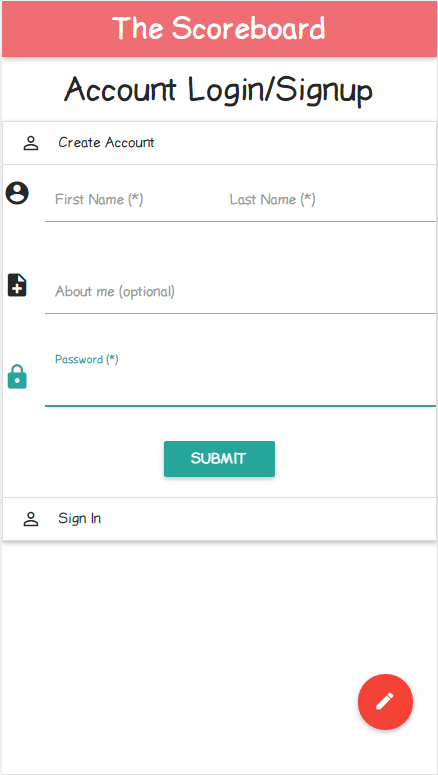 The Scoreboard
Account Login/Signup
Create Account
First Name (*) Last Name (*)
About me (optional)
Password (*)
SUBMIT
Sign In